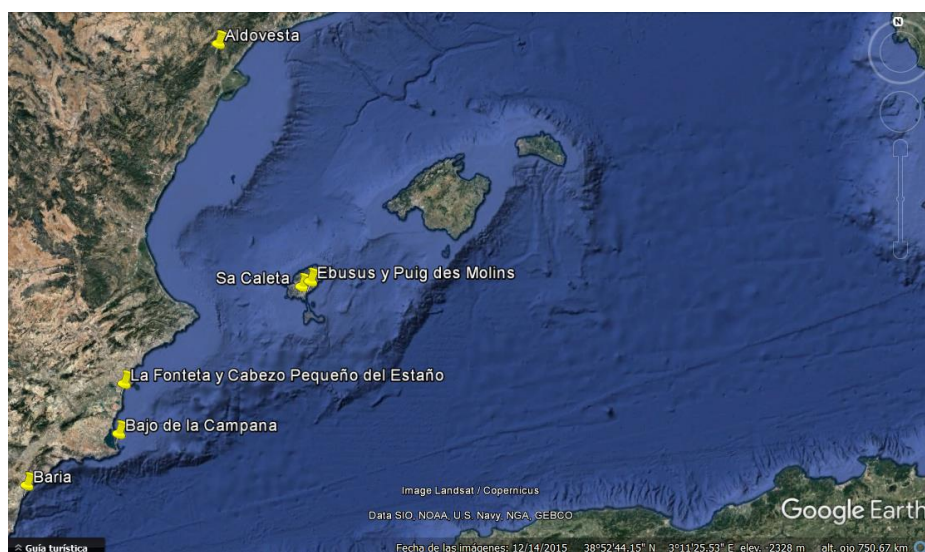 Aldovesta
N
Ebusus y Puig des Molins
Sa Caleta
La Fonteta y Cabezo Pequeño del Estaño
Bajo de la Campana
Baria
Image Landsat / Copernicus
Data SIO, NOAA, U.S. Navy, NGA, GEBCO
Google Earth
Guía turística
Fecha de las imágenes: 12/14/2015 38°52'44.15" N 3°11'25.53" E elev. -2328 m alt. ojo 750.67 km